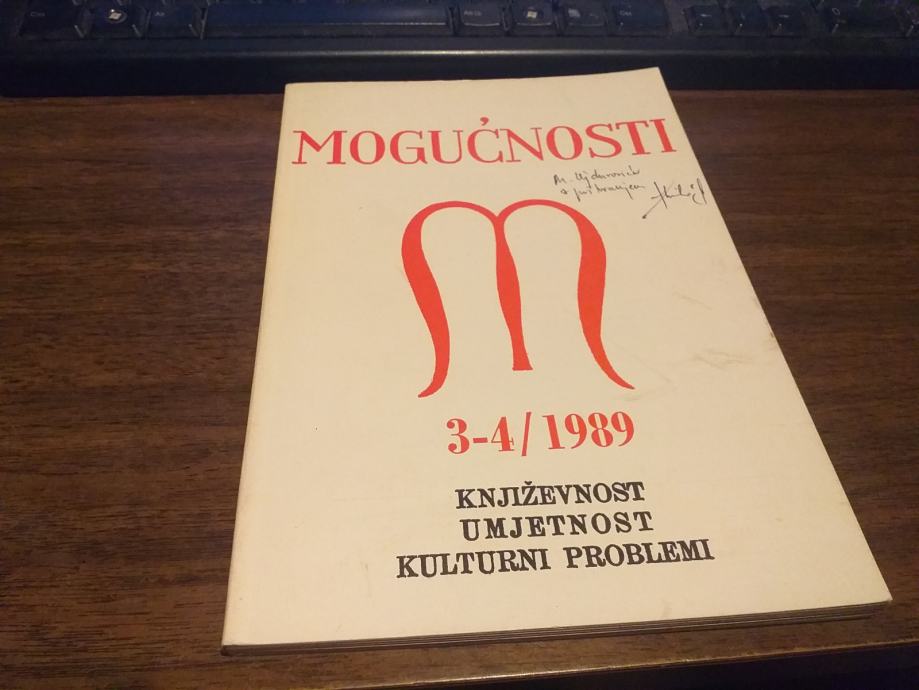 MOGUĆNOSTI
M
3-4/1989
KNJIŽEVNOST
UMJETNOST
KULTURNI PROBLEMI